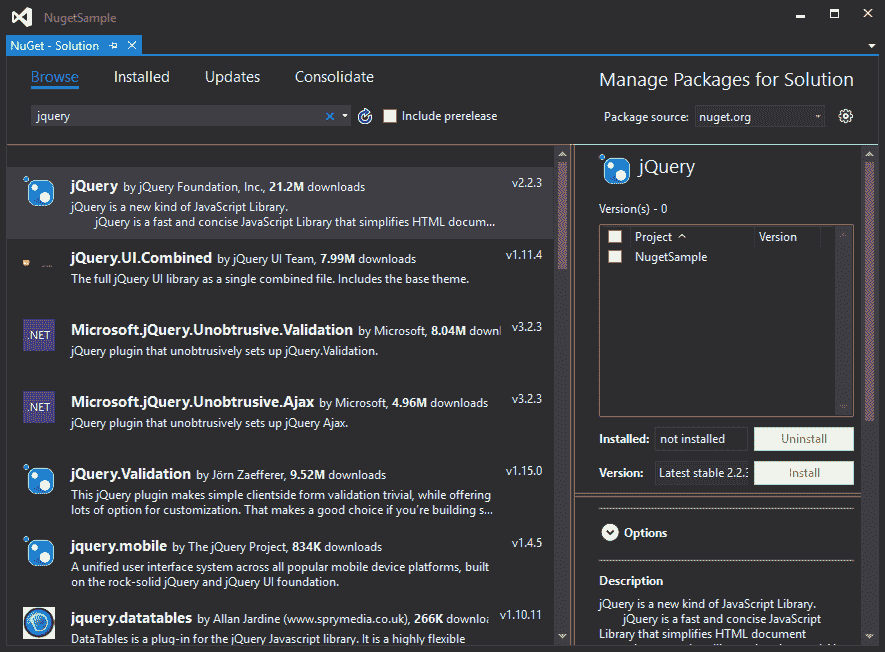 NugetSample
NuGet - Solution
Browse Installed Updates Consolidate
Manage Packages for Solution
jquery
Include prerelease
Package source: nuget.org
jQuery by jQuery Foundation, Inc., 21.2M downloads v2.2.3
jQuery is a new kind of JavaScript Library.
jQuery is a fast and concise JavaScript Library that simplifies HTML docum...
jQuery.UI.Combined by jQuery UI Team, 7.99M downloads v1.11.4
The full jQuery UI library as a single combined file. Includes the base theme.
.NET
Microsoft.jQuery.Unobtrusive.Validation by Microsoft, 8.04M downl v3.2.3
jQuery plugin that unobtrusively sets up jQuery.Validation.
.NET
Microsoft.jQuery.Unobtrusive.Ajax by Microsoft, 4.96M downloads v3.2.3
jQuery plugin that unobtrusively sets up jQuery Ajax.
jQuery.Validation by Jörn Zaefferer, 9.52M downloads v1.15.0
This jQuery plugin makes simple clientside form validation trivial, while offering
lots of option for customization. That makes a good choice if you’re building s...
jquery.mobile by The jQuery Project, 834K downloads v1.4.5
A unified user interface system across all popular mobile device platforms, built
on the rock-solid jQuery and jQuery UI foundation.
jquery.datatables by Allan Jardine (www.sprymedia.co.uk), 266K downloa v1.10.11
DataTables is a plug-in for the jQuery Javascript library. It is a highly flexible
jQuery
Version(s) - 0
Project Version
NugetSample
Installed: not installed Uninstall
Version: Latest stable 2.2.3 Install
Options
Description
jQuery is a new kind of JavaScript Library.
jQuery is a fast and concise JavaScript
Library that simplifies HTML document